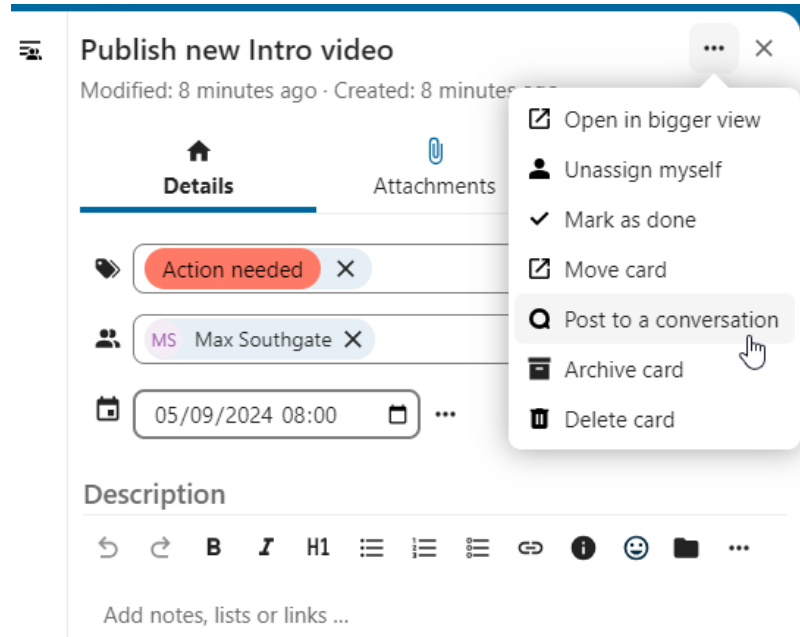 Publish new Intro video
Modified: 8 minutes ago · Created: 8 minutes ago
Open in bigger view
Details
Attachments
Unassign myself
Mark as done
Action needed
Move card
MS Max Southgate
Post to a conversation
Archive card
05/09/2024 08:00
Delete card
Description
B I H1
Add notes, lists or links ...